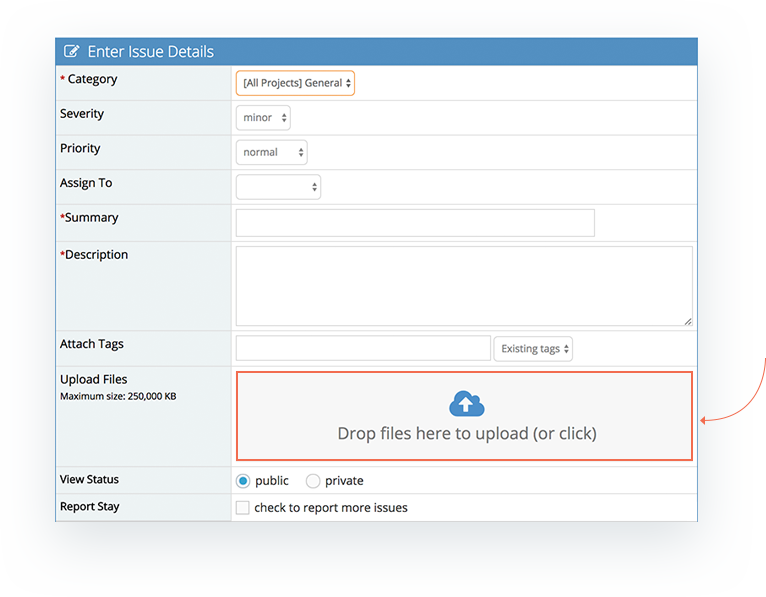 Enter Issue Details
* Category
[All Projects] General
Severity
minor
Priority
normal
Assign To
*Summary
*Description
Attach Tags
Existing tags
Upload Files
Maximum size: 250,000 KB
Drop files here to upload (or click)
View Status
public private
Report Stay
check to report more issues